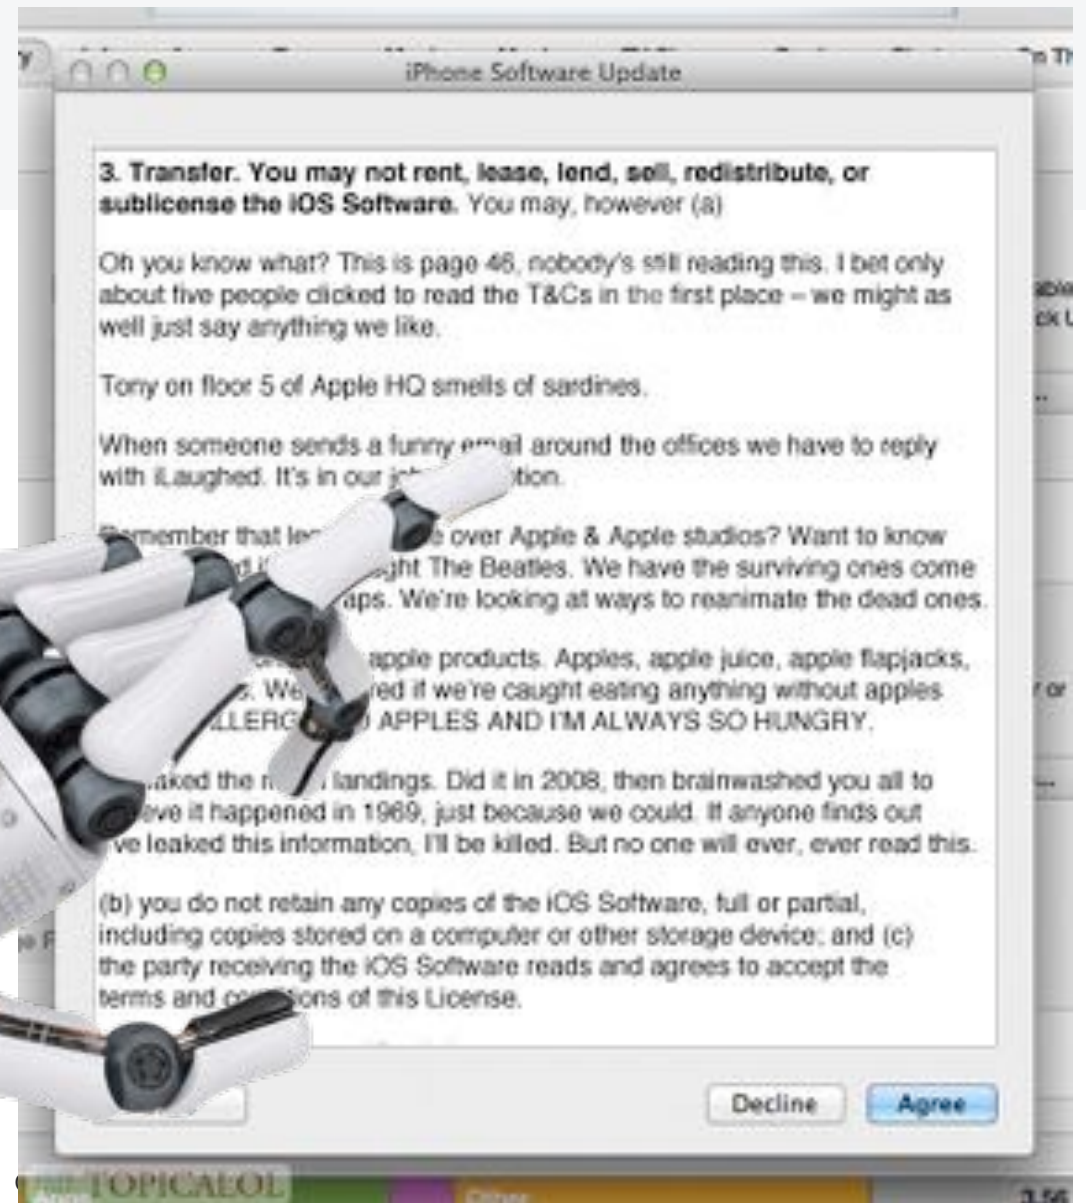 iPhone Software Update
3. Transfer. You may not rent, lease, lend, sell, redistribute, or
sublicense the iOS Software. You may, however (a)
Oh you know what? This is page 46, nobody's still reading this. I bet only
about five people clicked to read the T&Cs in the first place – we might as
well just say anything we like.
Tony on floor 5 of Apple HQ smells of sardines.
When someone sends a funny email around the offices we have to reply
with iLaughed. It's in our
Remember that over Apple & Apple studios? Want to know
The Beatles. We have the surviving ones come
We're looking at ways to reanimate the dead ones.
apple products. Apples, apple juice, apple flapjacks,
if we're caught eating anything without apples
APPLES AND I'M ALWAYS SO HUNGRY.
the landings. Did it in 2008, then brainwashed you all to
it happened in 1969, just because we could. If anyone finds out
leaked this information, I'll be killed. But no one will ever, ever read this.
(b) you do not retain any copies of the iOS Software, full or partial,
including copies stored on a computer or other storage device; and (c)
the party receiving the iOS Software reads and agrees to accept the
terms and of this License.
Decline Agree
TOPICALOL
Other